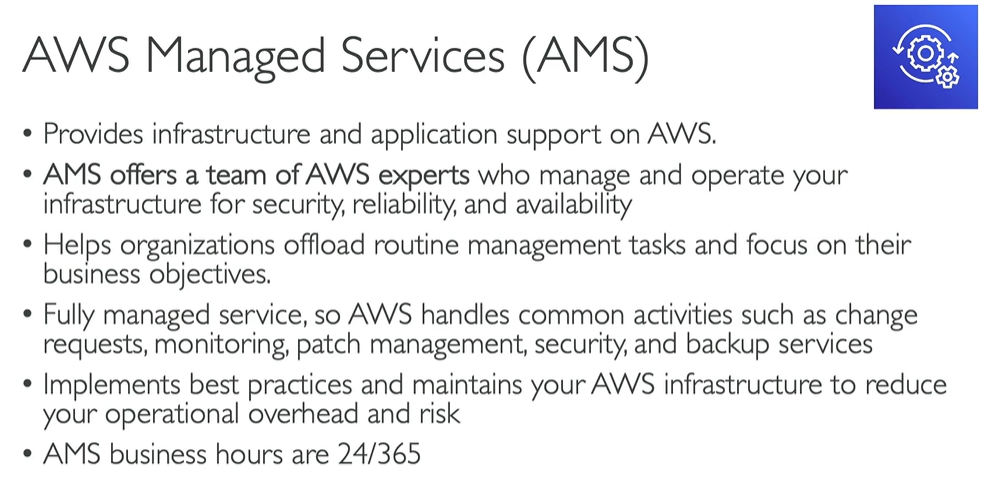 AWS Managed Services (AMS)
• Provides infrastructure and application support on AWS.
• AMS offers a team of AWS experts who manage and operate your
infrastructure for security, reliability, and availability
• Helps organizations offload routine management tasks and focus on their
business objectives.
• Fully managed service, so AWS handles common activities such as change
requests, monitoring, patch management, security, and backup services
• Implements best practices and maintains your AWS infrastructure to reduce
your operational overhead and risk
• AMS business hours are 24/365